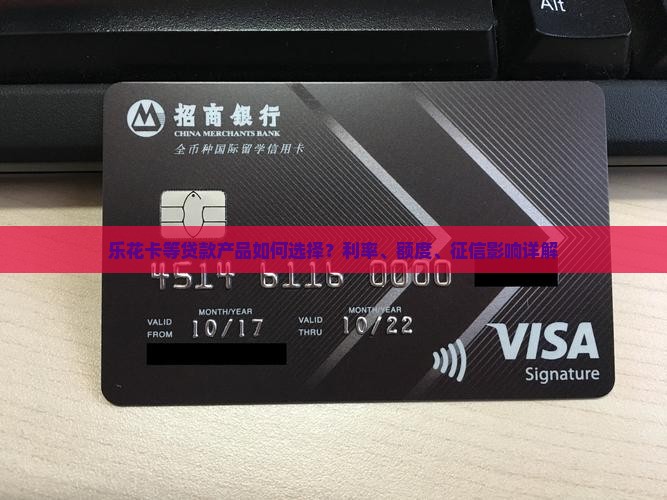 Alt
招商銀行
CHINA MERCHANTS BANK
全币种国际留学信用卡
乐花卡等贷款产品如何选择？利率、额度、征信影响详解
4514 6116 0000
MONTH/YEAR MONTH/YEAR
VALID FROM 10/17 VALID THRU 10/22
VISA
Signature